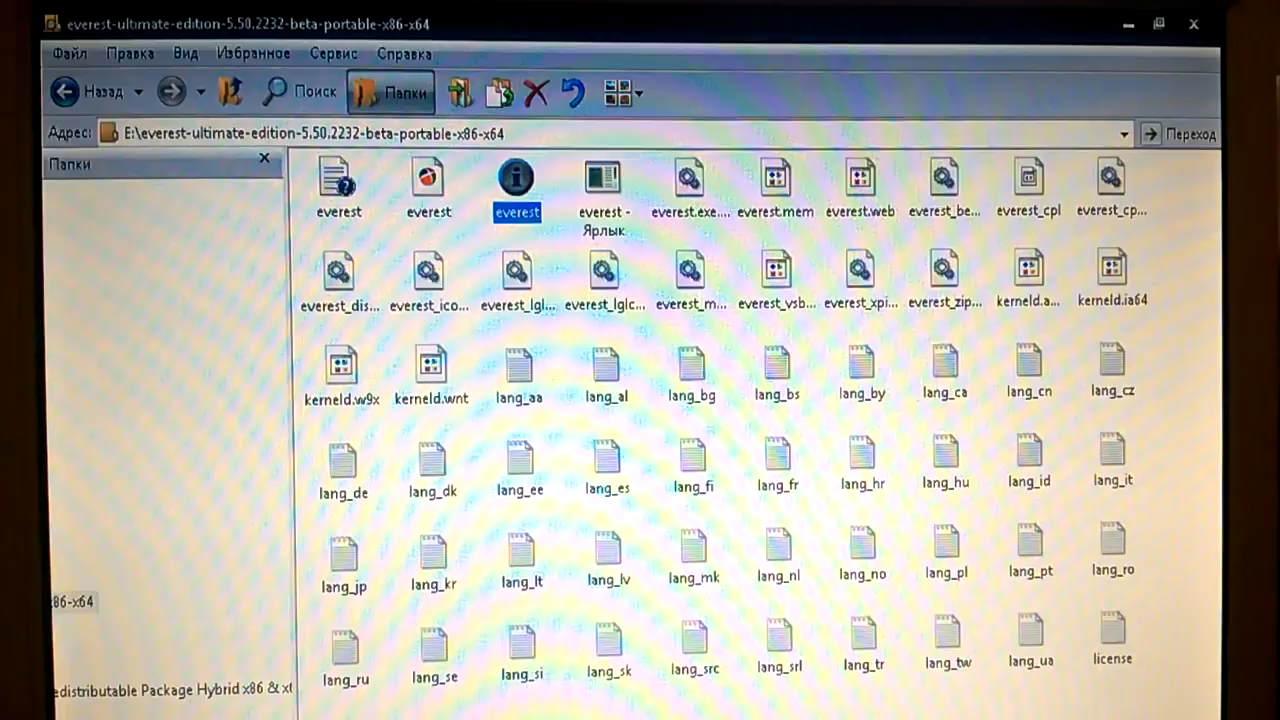 everest-ultimate-edition-5.50.2232-beta-portable-x86-x64
Файл Правка Вид Избранное Сервис Справка
Назад Поиск Папки
Адрес: E:\everest-ultimate-edition-5.50.2232-beta-portable-x86-x64 Переход
Папки
everest everest everest everest - Ярлык everest.exe.... everest.mem everest.web everest_be... everest_cpl everest_cp...
everest_dis... everest_ico... everest_lgl... everest_lglc... everest_m... everest_vsb... everest_xpi... everest_zip... kerneld.a... kerneld.ia64
kerneld.w9x kerneld.wnt lang_aa lang_al lang_bg lang_bs lang_by lang_ca lang_cn lang_cz
lang_de lang_dk lang_ee lang_es lang_fi lang_fr lang_hr lang_hu lang_id lang_it
lang_jp lang_kr lang_lt lang_lv lang_mk lang_nl lang_no lang_pl lang_pt lang_ro
86-x64
lang_ru lang_se lang_si lang_sk lang_src lang_srl lang_tr lang_tw lang_ua license
edistributable Package Hybrid x86 &